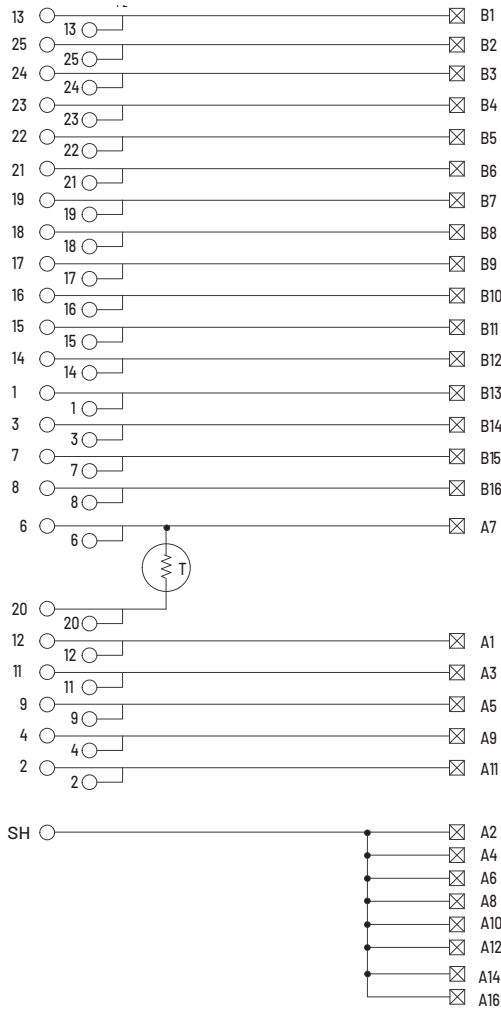 13 B1
13
25 B2
25
24 B3
24
23 B4
23
22 B5
22
21 B6
21
19 B7
19
18 B8
18
17 B9
17
16 B10
16
15 B11
15
14 B12
14
1 B13
1
3 B14
3
7 B15
7
8 B16
8
6 A7
6
T
20
20
12 A1
12
11 A3
11
9 A5
9
4 A9
4
2 A11
2
SH A2
A4
A6
A8
A10
A12
A14
A16